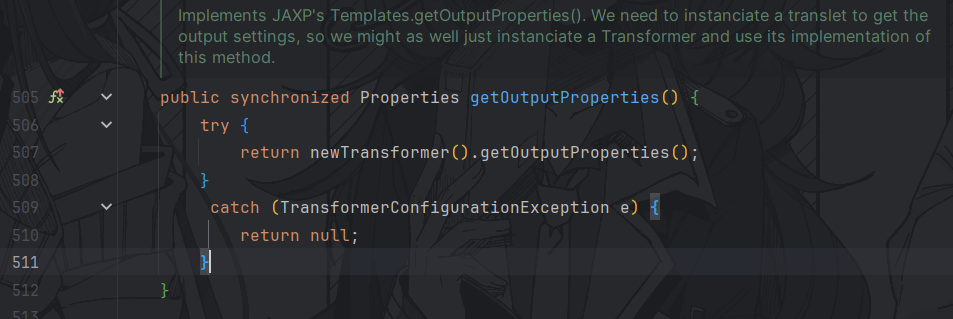 Implements JAXP's Templates.getOutputProperties(). We need to instanciate a translet to get the
output settings, so we might as well just instanciate a Transformer and use its implementation of
this method.
505 public synchronized Properties getOutputProperties() {
506 try {
507 return newTransformer().getOutputProperties();
508 }
509 catch (TransformerConfigurationException e) {
510 return null;
511 }
512 }
513